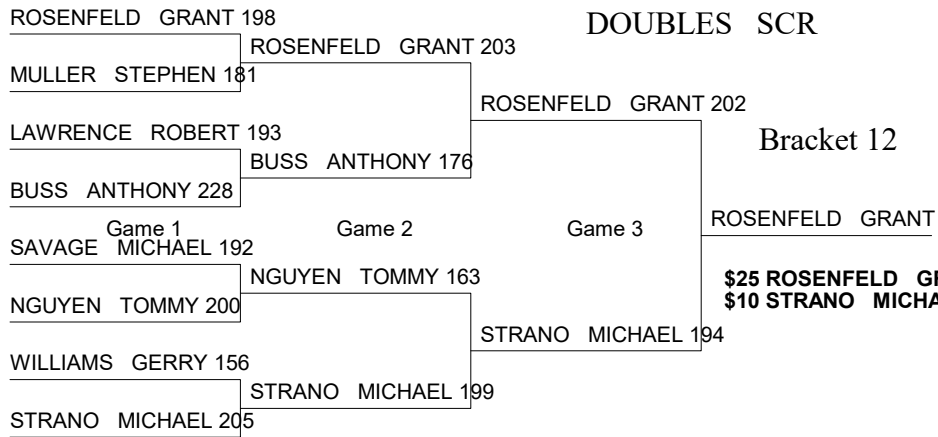 ROSENFELD GRANT 198
DOUBLES SCR
ROSENFELD GRANT 203
MULLER STEPHEN 181
ROSENFELD GRANT 202
LAWRENCE ROBERT 193
Bracket 12
BUSS ANTHONY 176
BUSS ANTHONY 228
Game 1
Game 2
Game 3
ROSENFELD GRANT
SAVAGE MICHAEL 192
NGUYEN TOMMY 163
$25 ROSENFELD
NGUYEN TOMMY 200
$10 STRANO
STRANO MICHAEL 194
WILLIAMS GERRY 156
STRANO MICHAEL 199
STRANO MICHAEL 205